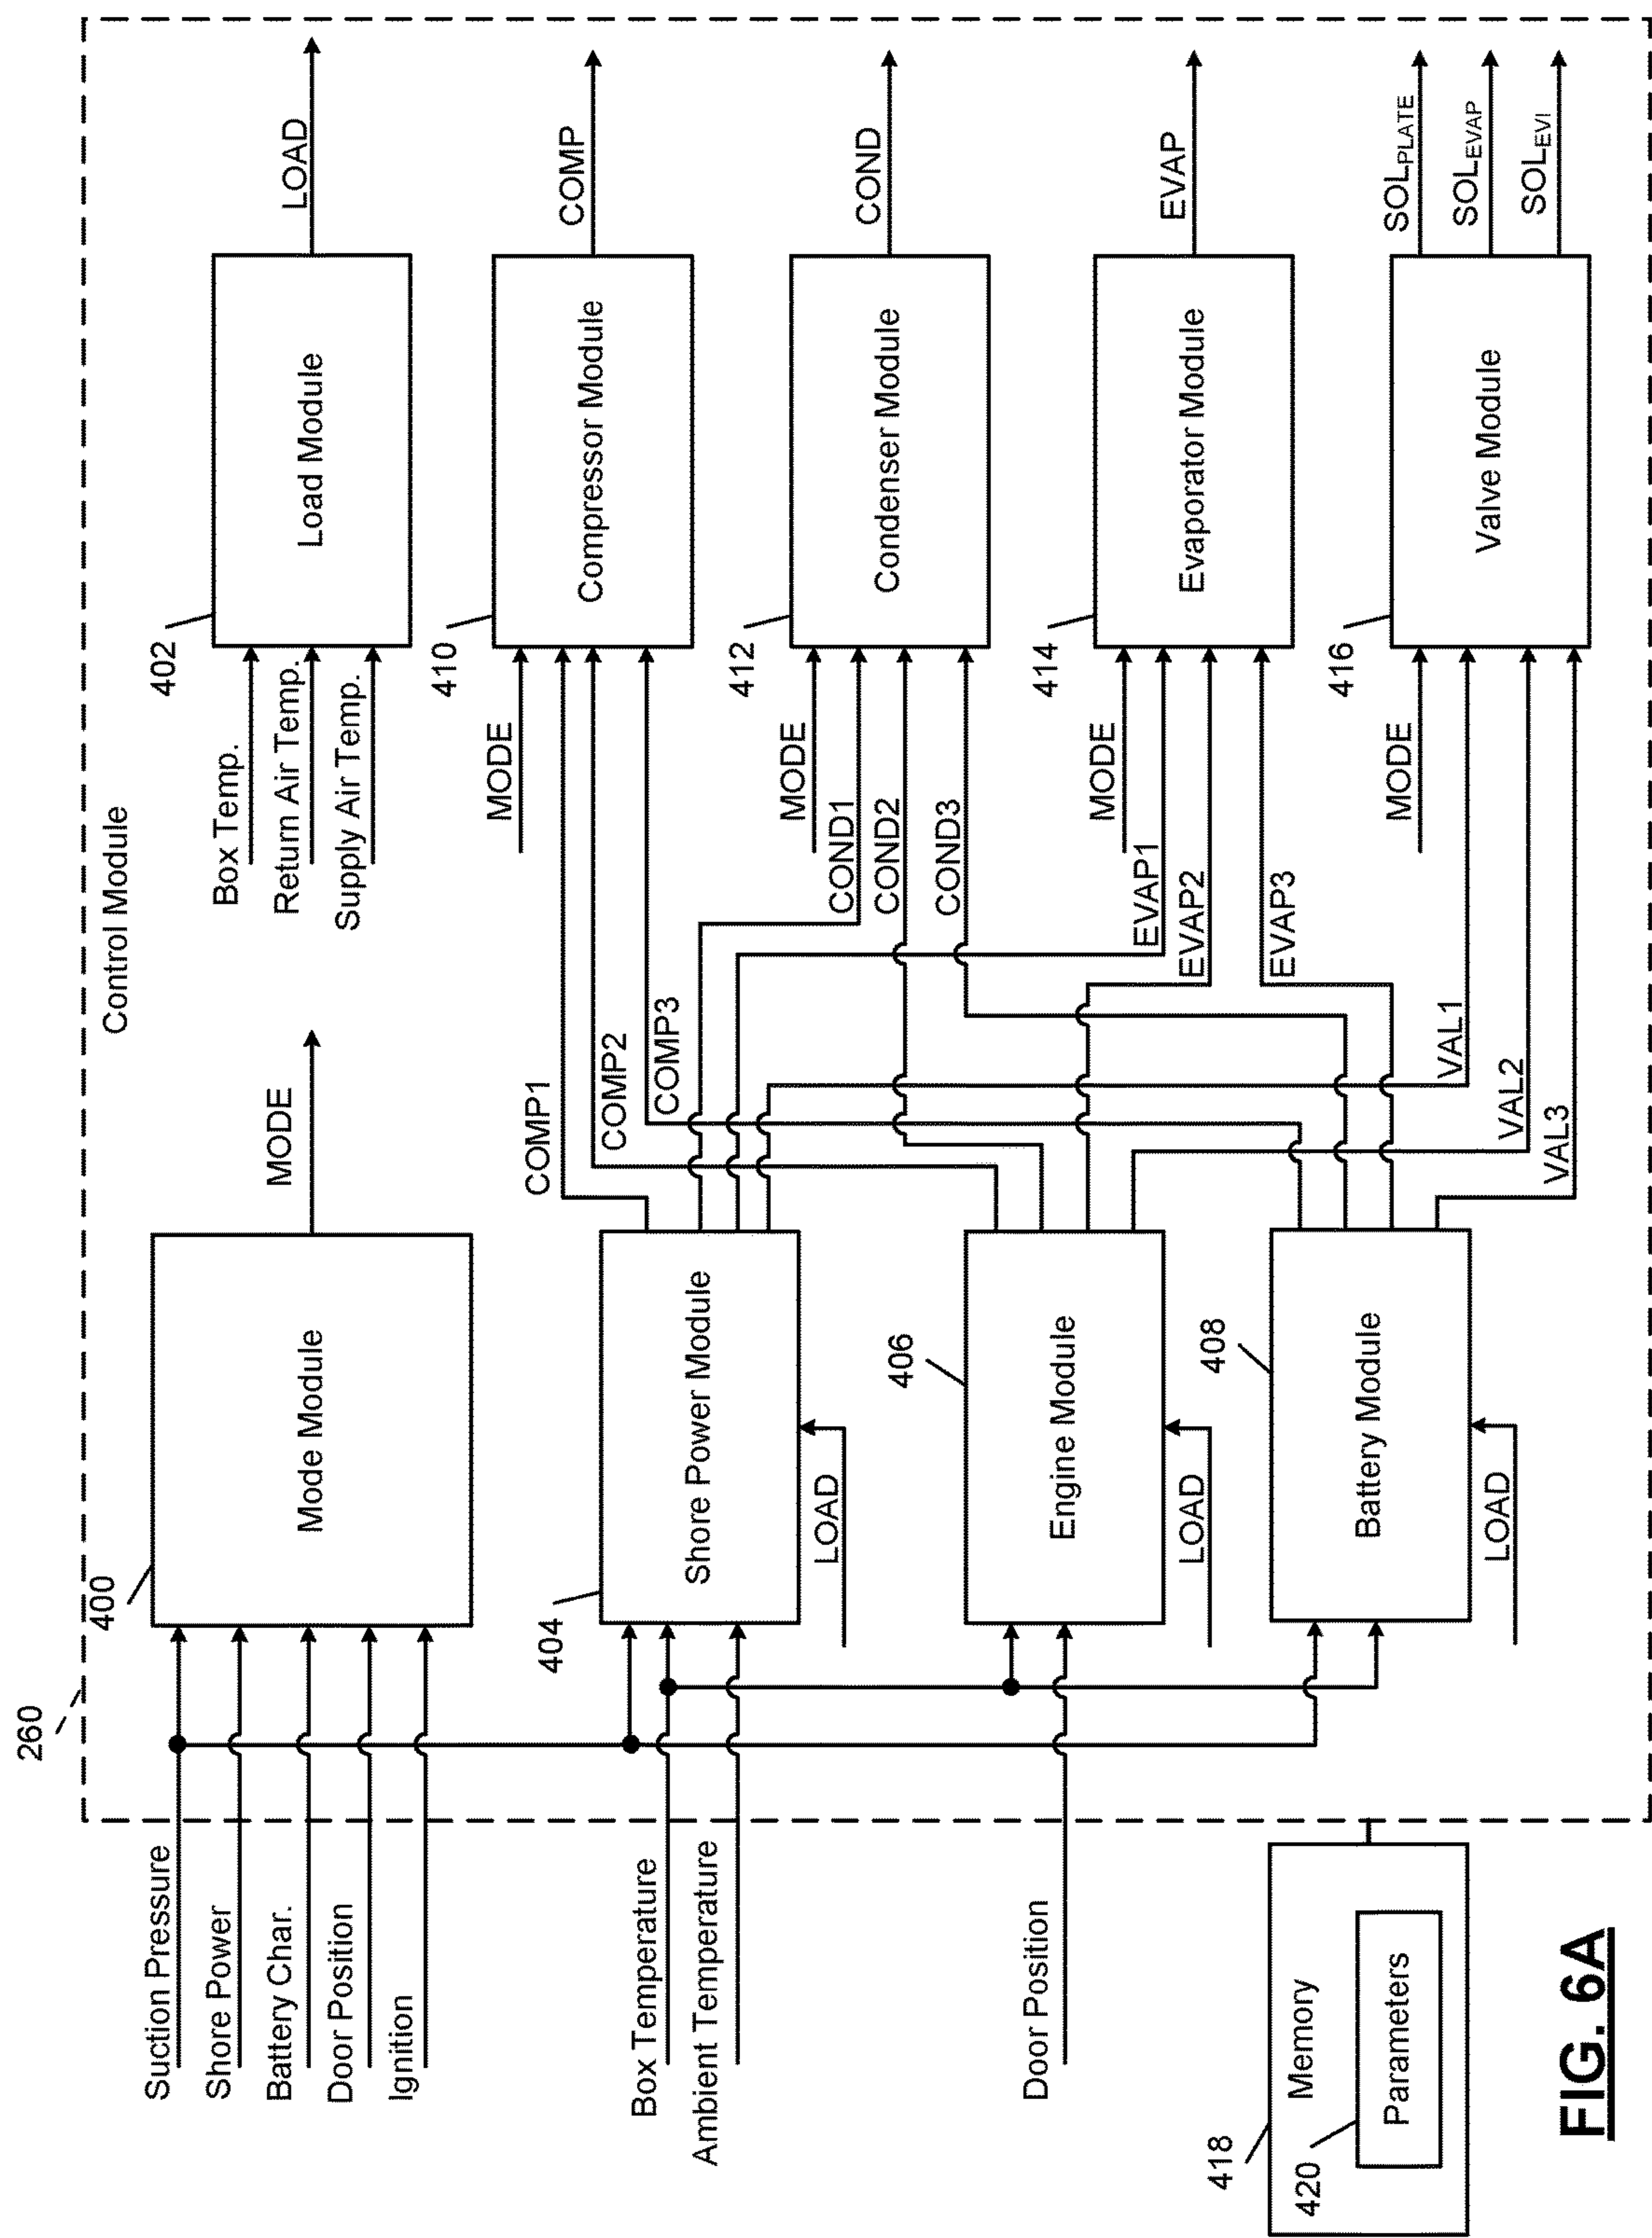 260
Control Module
Suction Pressure
Shore Power
Battery Char.
Door Position
Ignition
400
Mode Module
MODE
Box Temp.
Return Air Temp.
Supply Air Temp.
402
Load Module
LOAD
Box Temperature
Ambient Temperature
404
Shore Power Module
LOAD
COMP1
COMP2
COMP3
MODE
410
Compressor Module
COMP
MODE
COND1
COND2
COND3
412
Condenser Module
COND
Door Position
406
Engine Module
LOAD
MODE
EVAP1
EVAP2
EVAP3
414
Evaporator Module
EVAP
408
Battery Module
LOAD
MODE
VAL1
VAL2
VAL3
416
Valve Module
SOLPLATE
SOLEVAP
SOLEVI
418
Memory
420
Parameters
FIG. 6A